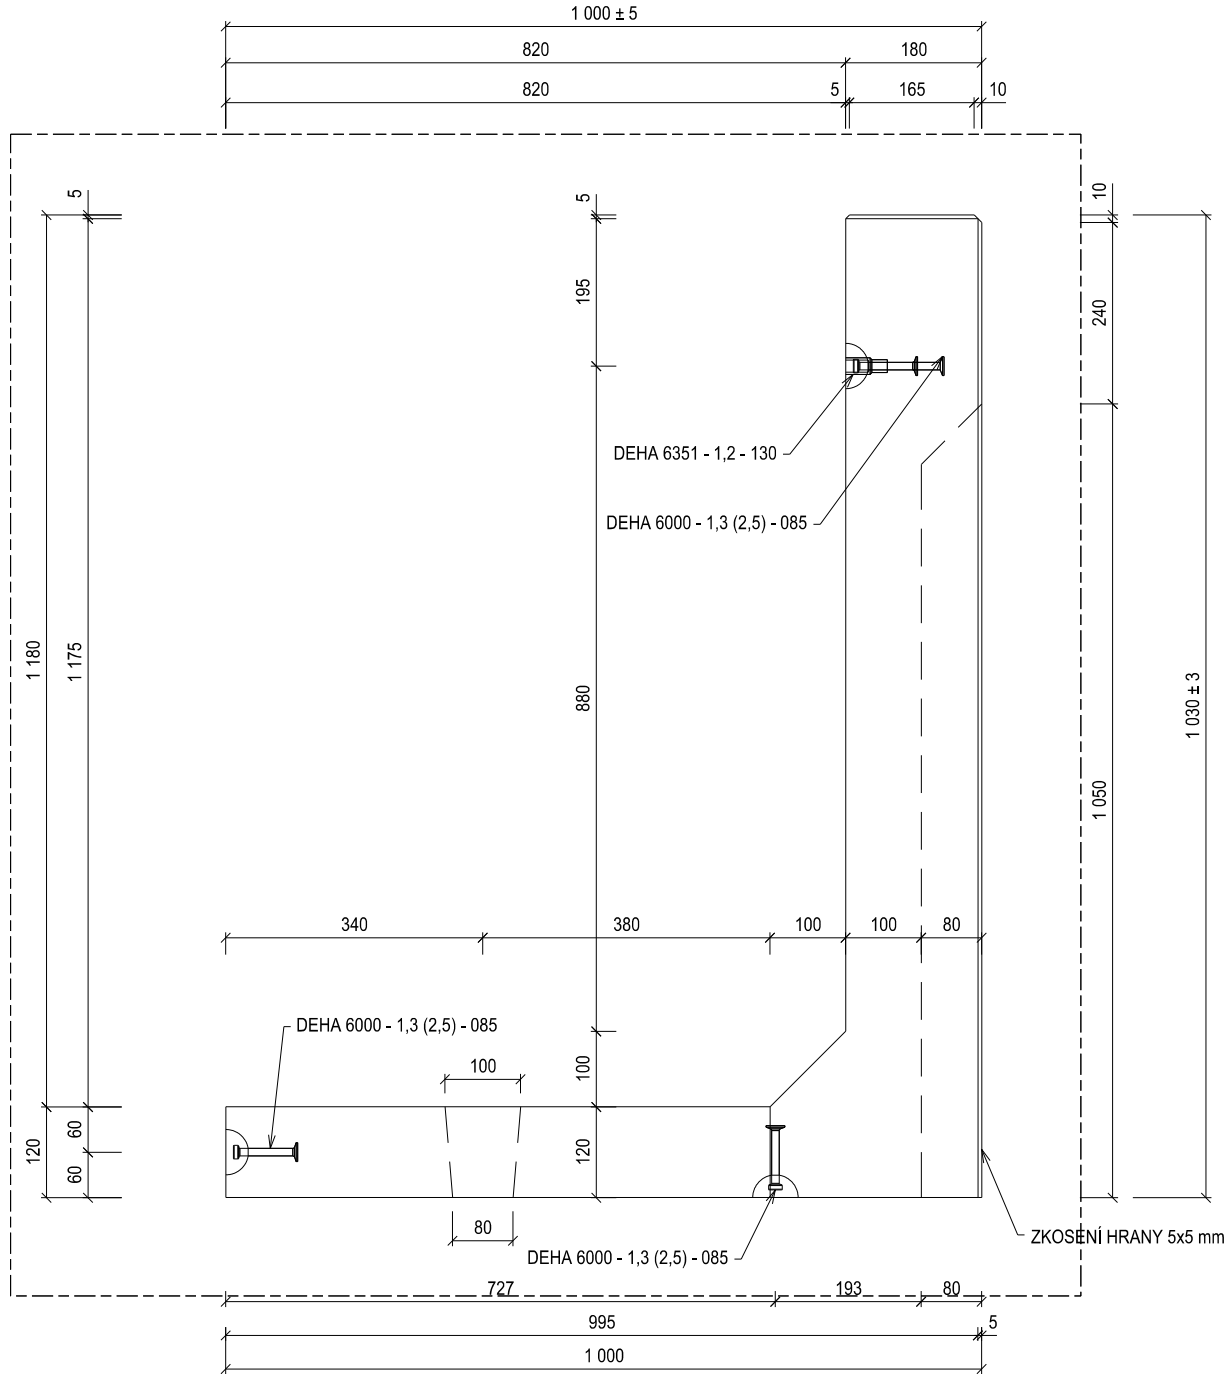 1 000 ± 5
820 180
820 5 165 10
5
5
10
195
240
DEHA 6351 - 1,2 - 130
DEHA 6000 - 1,3 (2,5) - 085
1 180
1 175
880
1 030 ± 3
1 050
340 380 100 100 80
DEHA 6000 - 1,3 (2,5) - 085
100
100
120
60
60
120
80
DEHA 6000 - 1,3 (2,5) - 085
ZKOSENÍ HRANY 5x5 mm
727 193 80
995 5
1 000